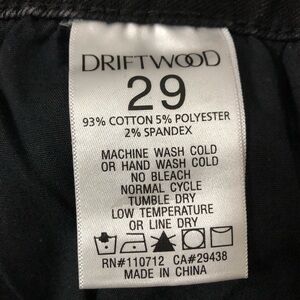 DRIFTWOOD
29
93% COTTON 5% POLYESTER
2% SPANDEX
MACHINE WASH COLD
OR HAND WASH COLD
NO BLEACH
NORMAL CYCLE
TUMBLE DRY
LOW TEMPERATURE
OR LINE DRY
RN#110712 CA#29438
MADE IN CHINA